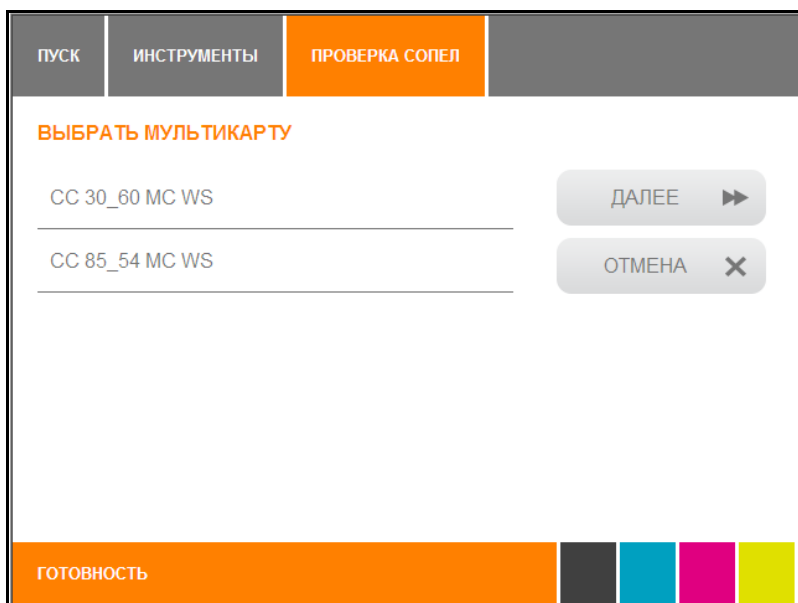 ПУСК
ИНСТРУМЕНТЫ
ПРОВЕРКА СОПЕЛ
ВЫБРАТЬ МУЛЬТИКАРТУ
CC 30_60 MC WS
ДАЛЕЕ
CC 85_54 MC WS
ОТМЕНА
ГОТОВНОСТЬ